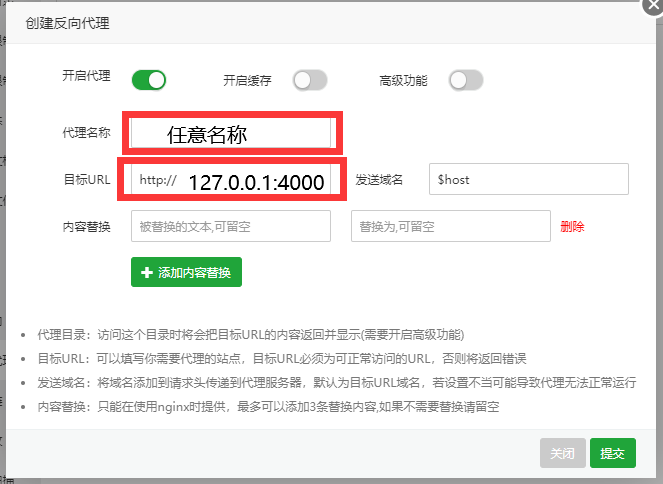 创建反向代理
开启代理 开启缓存 高级功能
代理名称 任意名称
目标URL http:// 127.0.0.1:4000 发送域名 $host
内容替换 被替换的文本,可留空 替换为,可留空 删除
添加内容替换
代理目录：访问这个目录时将会把目标URL的内容返回并显示(需要开启高级功能)
目标URL：可以填写你需要代理的站点，目标URL必须为可正常访问的URL，否则将返回错误
发送域名：将域名添加到请求头传递到代理服务器，默认为目标URL域名，若设置不当可能导致代理无法正常运行
内容替换：只能在使用nginx时提供，最多可以添加3条替换内容,如果不需要替换请留空
关闭 提交